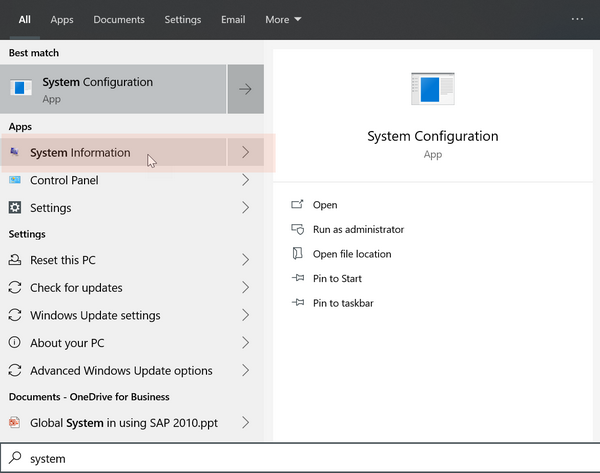 All Apps Documents Settings Email More
Best match
System Configuration
App
Apps
System Information
Control Panel
Settings
Settings
Reset this PC
Check for updates
Windows Update settings
About your PC
Advanced Windows Update options
Documents - OneDrive for Business
Global System in using SAP 2010.ppt
system
System Configuration
App
Open
Run as administrator
Open file location
Pin to Start
Pin to taskbar